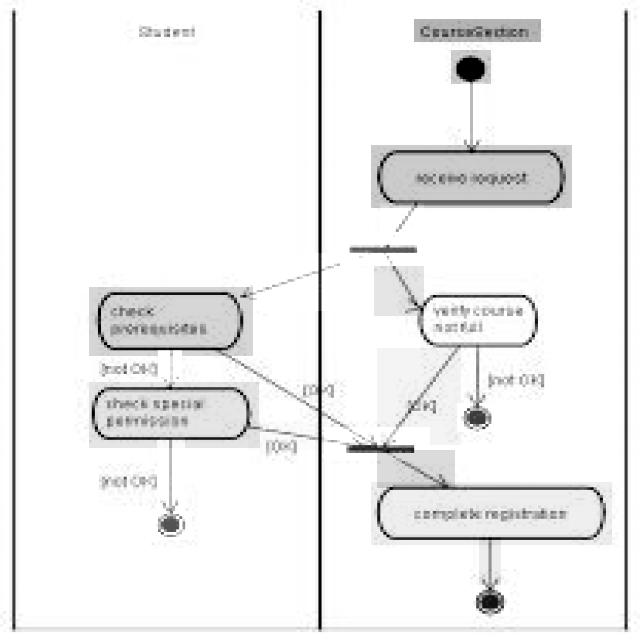 Student
CourseSection
receive request
check
prerequisites
verify course
not full
[not OK]
[OK]
[OK]
[not OK]
check special
permission
[OK]
[not OK]
complete registration